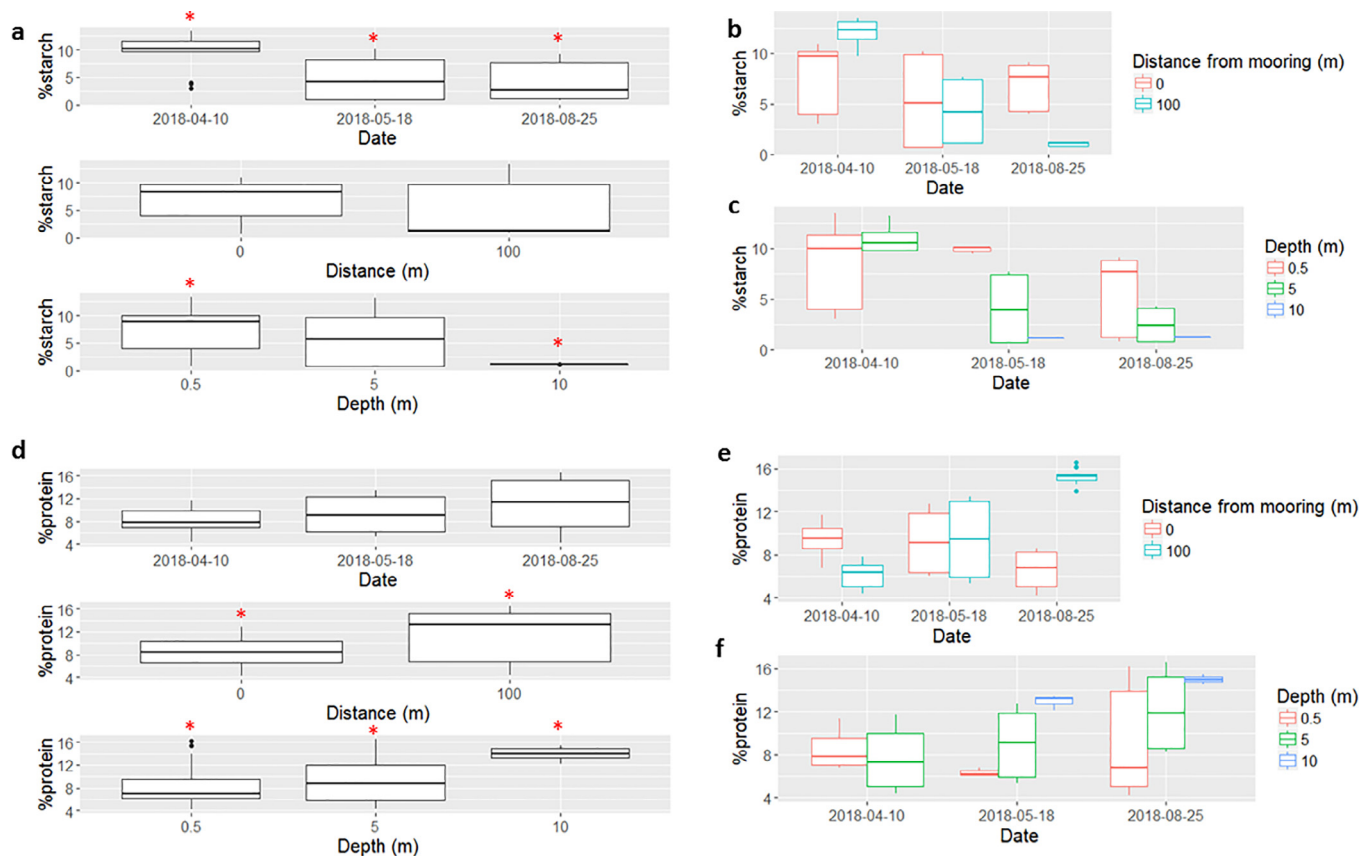 a
*
*
*
%starch
10
5
0
2018-04-10
2018-05-18
2018-08-25
Date
%starch
10
5
0
0
100
Distance (m)
*
*
%starch
10
5
0
0.5
5
10
Depth (m)
b
%starch
10
5
0
2018-04-10
2018-05-18
2018-08-25
Date
Distance from mooring (m)
0
100
c
%starch
10
5
0
2018-04-10
2018-05-18
2018-08-25
Date
Depth (m)
0.5
5
10
d
%protein
16
12
8
4
2018-04-10
2018-05-18
2018-08-25
Date
*
*
%protein
16
12
8
4
0
100
Distance (m)
*
*
*
%protein
16
12
8
4
0.5
5
10
Depth (m)
e
%protein
16
12
8
4
2018-04-10
2018-05-18
2018-08-25
Date
Distance from mooring (m)
0
100
f
%protein
16
12
8
4
2018-04-10
2018-05-18
2018-08-25
Date
Depth (m)
0.5
5
10